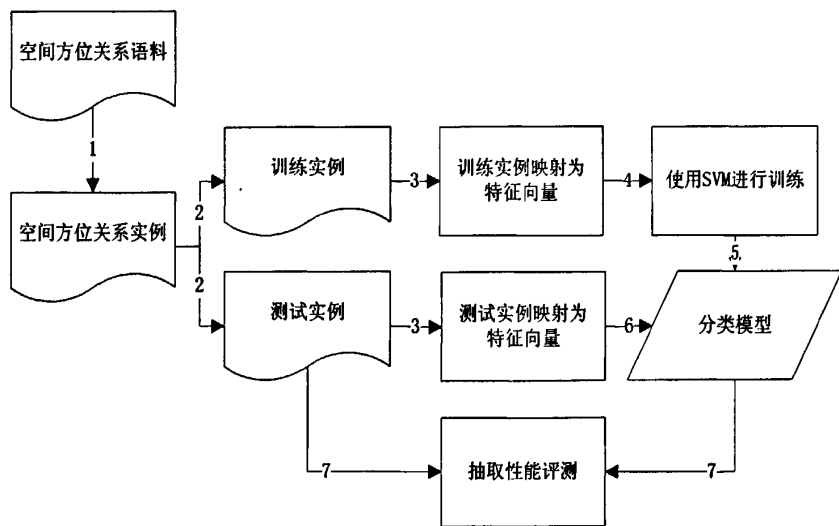 空间方位关系语料
1
训练实例
3
训练实例映射为
特征向量
4
使用SVM进行训练
2
空间方位关系实例
5
2
测试实例
3
测试实例映射为
特征向量
6
分类模型
7
抽取性能评测
7